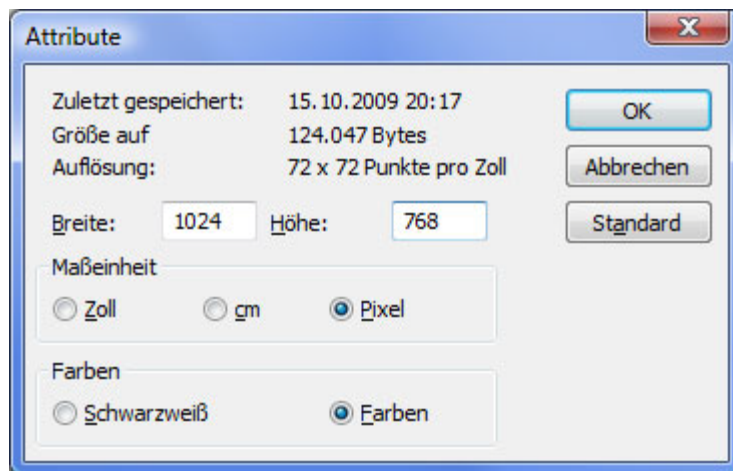 Attribute
Zuletzt gespeichert: 15.10.2009 20:17
Größe auf 124.047 Bytes
Auflösung: 72 x 72 Punkte pro Zoll
Breite: 1024 Höhe: 768
Maßeinheit
Zoll cm Pixel
Farben
Schwarzweiß Farben
OK
Abbrechen
Standard